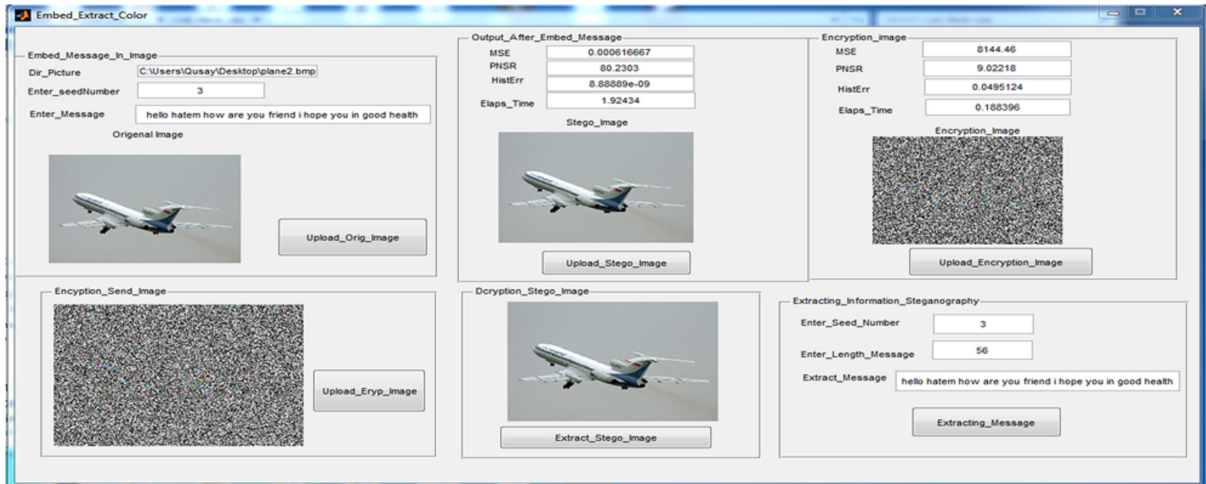 Embed_Extract_Color
Embed_Message_In_Image
Dir_Picture C:\Users\Qusay\Desktop\plane2.bmp
Enter_seedNumber 3
Enter_Message hello hatem how are you friend i hope you in good health
Origenal Image
Upload_Orig_Image
Output_After_Embed_Message
MSE 0.000616667
PNSR 80.2303
HistErr 8.88889e-09
Elaps_Time 1.92434
Stego_Image
Upload_Stego_Image
Encryption_image
MSE 8144.46
PNSR 9.02218
HistErr 0.0495124
Elaps_Time 0.188396
Encryption_Image
Upload_Encryption_Image
Encyption_Send_Image
Upload_Eryp_Image
Dcryption_Stego_Image
Extract_Stego_Image
Extracting_Information_Steganography
Enter_Seed_Number 3
Enter_Length_Message 56
Extract_Message hello hatem how are you friend i hope you in good health
Extracting_Message